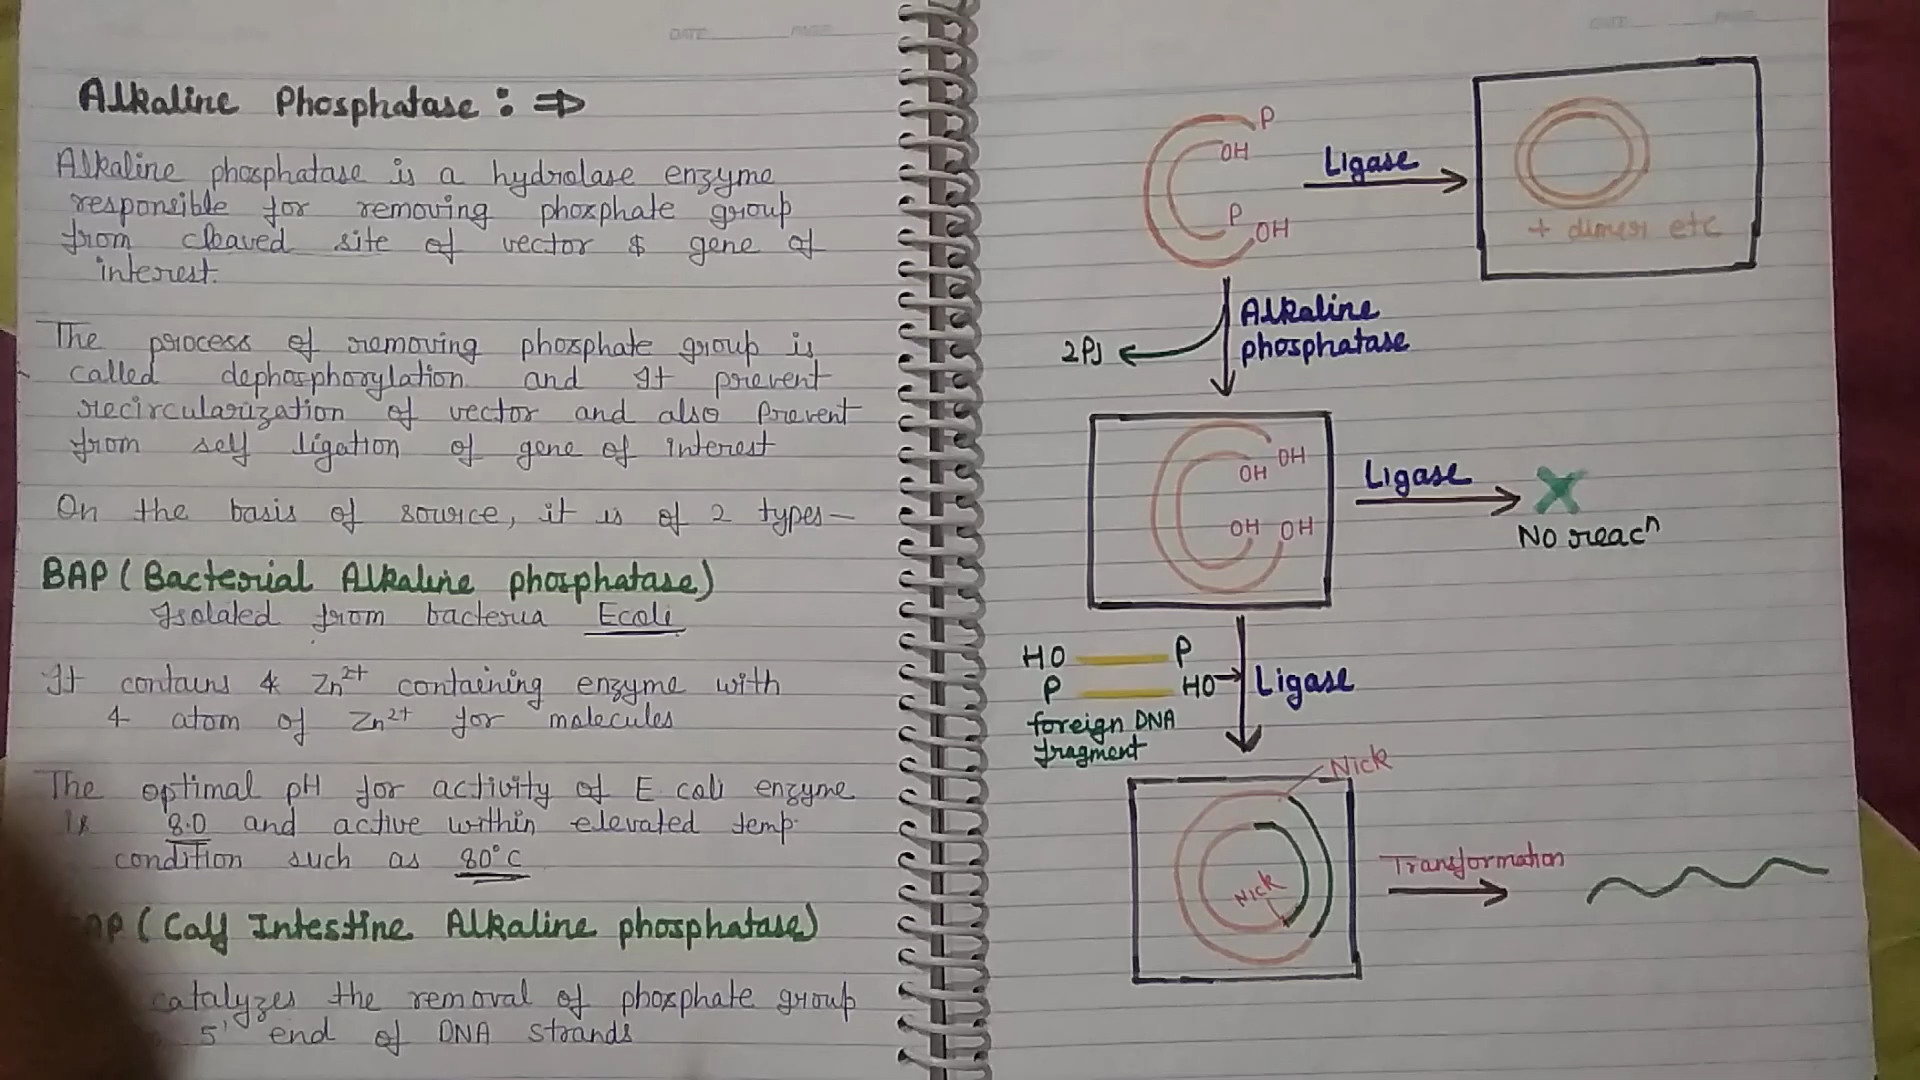 DATE PAGE
Alkaline Phosphatase : ⇒
Alkaline phosphatase is a hydrolase enzyme
responsible for removing phosphate group
from cleaved site of vector & gene of
interest.
The process of removing phosphate group is
called dephosphorylation and It prevent
recircularization of vector and also Prevent
from self ligation of gene of interest
On the basis of source, it is of 2 types—
BAP (Bacterial Alkaline phosphatase)
Isolated from bacteria Ecoli
It contains 4 Zn²⁺ containing enzyme with
4 atom of Zn²⁺ for molecules
The optimal pH for activity of E coli enzyme
is 8.0 and active within elevated temp.
condition such as 80°C
AP (Calf Intestine Alkaline phosphatase)
catalyzes the removal of phosphate group
5' end of DNA strands
DATE PAGE
P
OH
Ligase
P
OH
+ dimer etc
Alkaline
phosphatase
2Pi
OH OH
OH OH
Ligase
No reacⁿ
HO P
P HO
Ligase
foreign DNA
fragment
Nick
Nick
Transformation